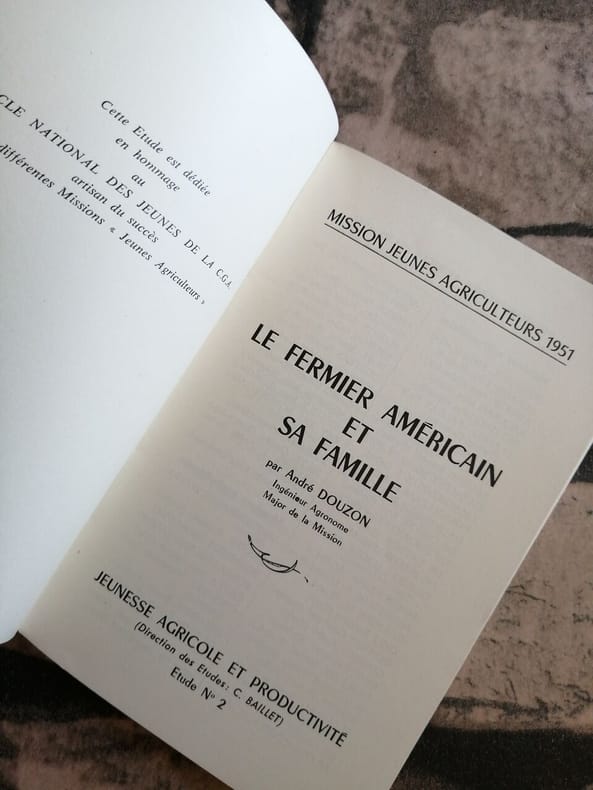 Cette Etude est dédiée
en hommage
au
CLE NATIONAL DES JEUNES DE LA C.G.A.
artisan du succès
différentes Missions « Jeunes Agriculteurs »
MISSION JEUNES AGRICULTEURS 1951
LE FERMIER AMÉRICAIN
ET
SA FAMILLE
par André DOUZON
Ingénieur Agronome
Major de la Mission
JEUNESSE AGRICOLE ET PRODUCTIVITÉ
(Direction des Etudes : C. BAILLET)
Etude N° 2